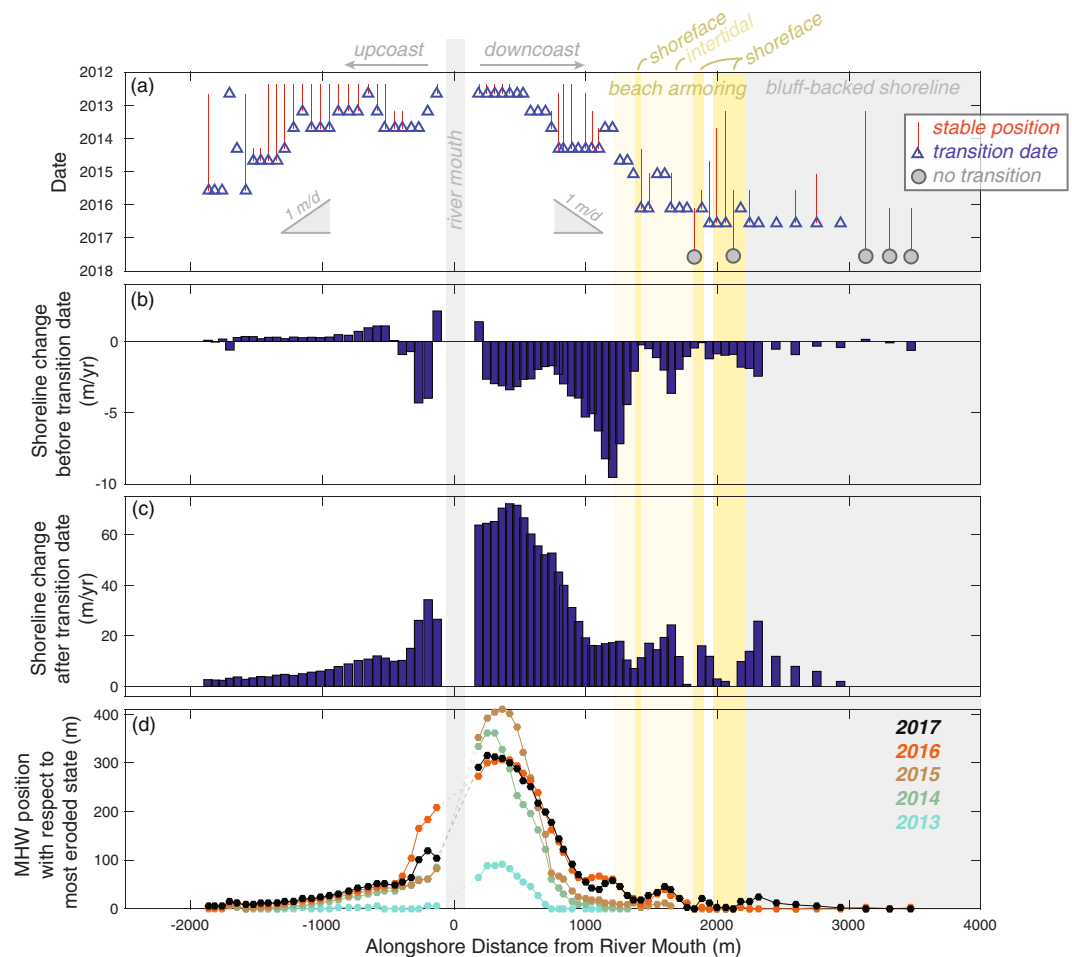 shoreface
intertidal
shoreface
upcoast
downcoast
2012
2013
2014
2015
2016
2017
2018
Date
(a)
beach armoring
bluff-backed shoreline
stable position
transition date
no transition
river mouth
1 m/d
1 m/d
(b)
Shoreline change
before transition date
(m/yr)
0
-5
-10
(c)
Shoreline change
after transition date
(m/yr)
60
40
20
0
(d)
MHW position
with respect to
most eroded state (m)
400
300
200
100
0
2017
2016
2015
2014
2013
-2000
-1000
0
1000
2000
3000
4000
Alongshore Distance from River Mouth (m)